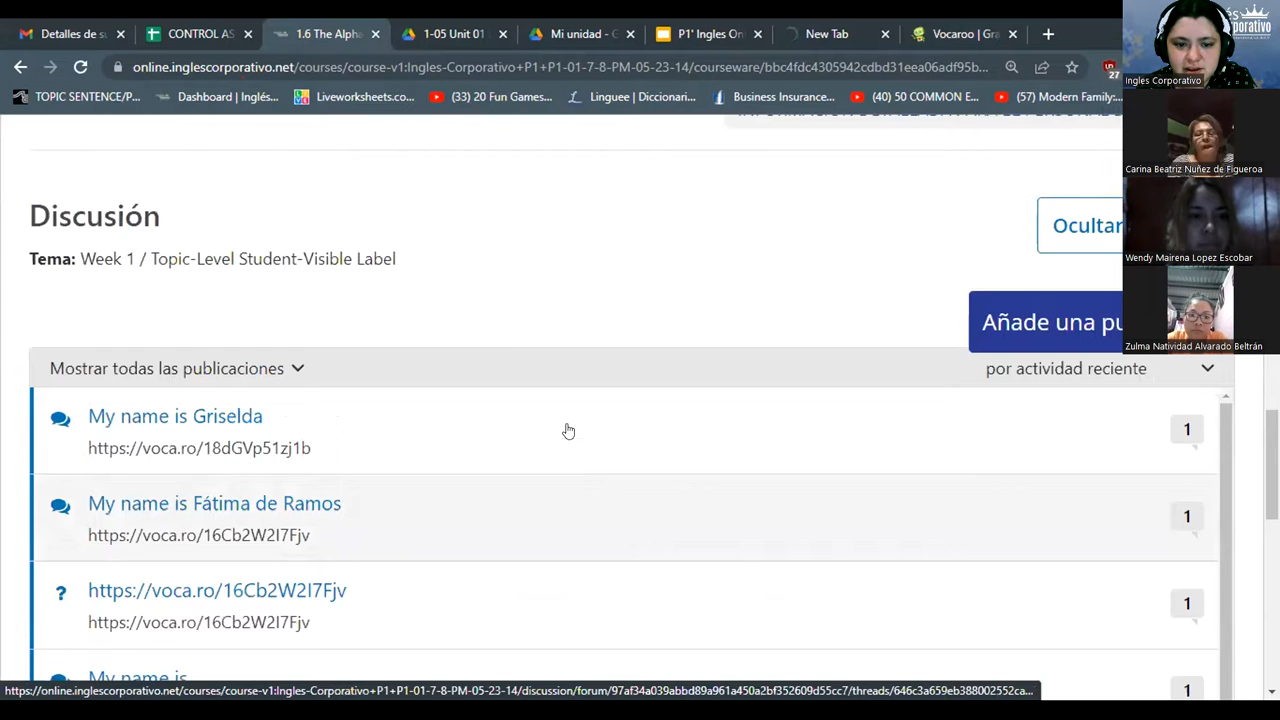 Detalles de su
CONTROL AS
1.6 The Alpha
1-05 Unit 01
Mi unidad - G
P1' Ingles On
New Tab
Vocaroo | Gra
online.inglescorporativo.net/courses/course-v1:Ingles-Corporativo+P1+P1-01-7-8-PM-05-23-14/courseware/bbc4fdc4305942cdbd31eea06adf95b...
27
TOPIC SENTENCE/P...
Dashboard | Inglés...
Liveworksheets.co...
(33) 20 Fun Games...
Linguee | Diccionari...
Business Insurance...
(40) 50 COMMON E...
(57) Modern Family:...
Ingles Corporativo
Carina Beatriz Nuñez de Figueroa
Wendy Mairena Lopez Escobar
Zulma Natividad Alvarado Beltrán
Discusión
Ocultar
Tema: Week 1 / Topic-Level Student-Visible Label
Añade una pu
Mostrar todas las publicaciones
por actividad reciente
My name is Griselda
https://voca.ro/18dGVp51zj1b
1
My name is Fátima de Ramos
https://voca.ro/16Cb2W2I7Fjv
1
? https://voca.ro/16Cb2W2I7Fjv
https://voca.ro/16Cb2W2I7Fjv
1
My name is
1
https://online.inglescorporativo.net/courses/course-v1:Ingles-Corporativo+P1+P1-01-7-8-PM-05-23-14/discussion/forum/97af34a039abbd89a961a450a2bf352609d55cc7/threads/646c3a659eb388002552ca...